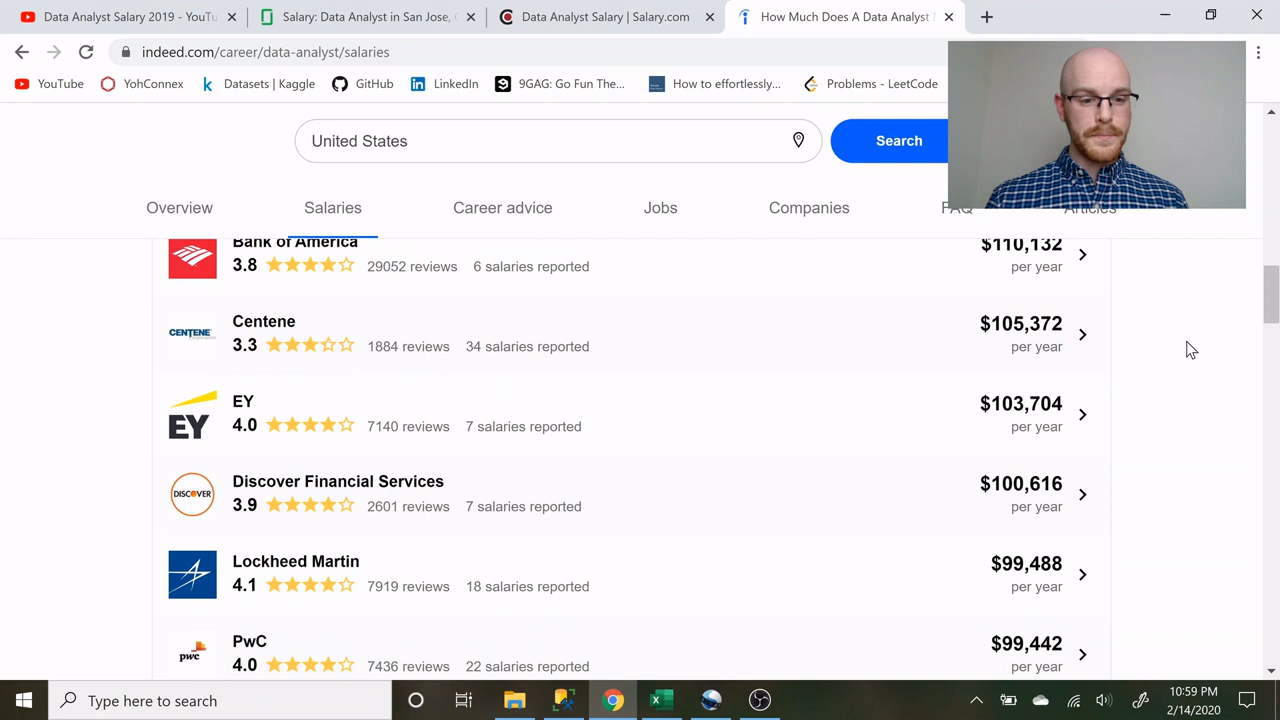 Data Analyst Salary 2019 - YouTu
Salary: Data Analyst in San Jose, C
Data Analyst Salary | Salary.com
How Much Does A Data Analyst
indeed.com/career/data-analyst/salaries
YouTube
YohConnex
Datasets | Kaggle
GitHub
LinkedIn
9GAG: Go Fun The...
How to effortlessly...
Problems - LeetCode
United States
Search
Overview
Salaries
Career advice
Jobs
Companies
FAQ
Articles
Bank of America
$110,132
3.8 29052 reviews 6 salaries reported
per year
CENTENE
Centene
$105,372
3.3 1884 reviews 34 salaries reported
per year
EY
EY
$103,704
4.0 7140 reviews 7 salaries reported
per year
DISCOVER
Discover Financial Services
$100,616
3.9 2601 reviews 7 salaries reported
per year
Lockheed Martin
$99,488
4.1 7919 reviews 18 salaries reported
per year
pwc
PwC
$99,442
4.0 7436 reviews 22 salaries reported
per year
Type here to search
10:59 PM
2/14/2020